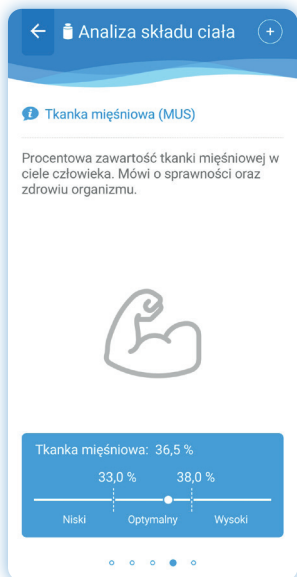 Analiza składu ciała
Tkanka mięśniowa (MUS)
Procentowa zawartość tkanki mięśniowej w
ciele człowieka. Mówi o sprawności oraz
zdrowiu organizmu.
Tkanka mięśniowa: 36,5 %
33,0 % 38,0 %
Niski Optymalny Wysoki